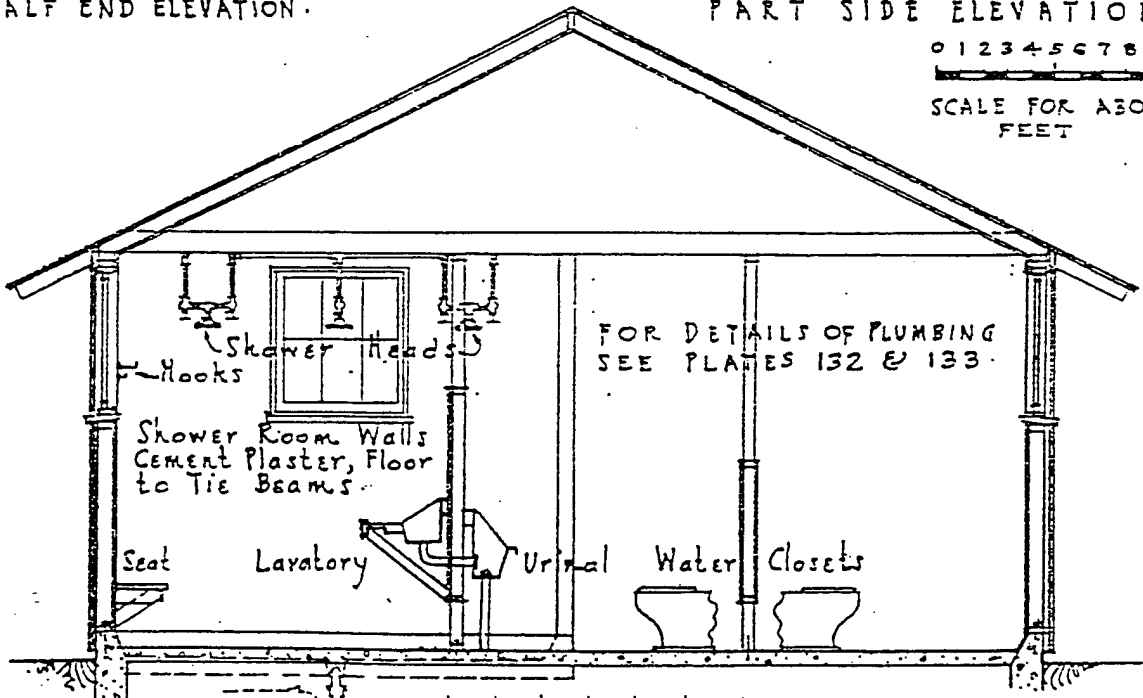 ALF END ELEVATION.
PART SIDE ELEVATION
0 1 2 3 4 5 6 7 8
SCALE FOR ABO
FEET
FOR DETAILS OF PLUMBING
SEE PLATES 132 & 133.
Shower Heads
Hooks
Shower Room Walls
Cement Plaster, Floor
to Tie Beams.
Seat
Lavatory
Urinal
Water Closets